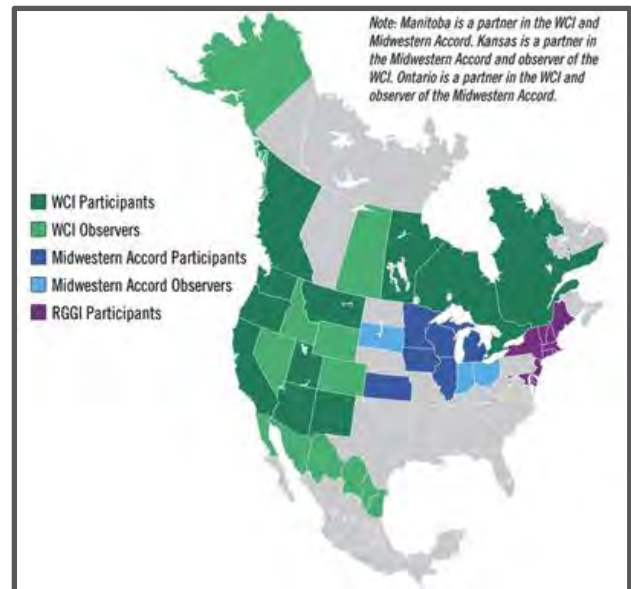 Note: Manitoba is a partner in the WCI and
Midwestern Accord. Kansas is a partner in
the Midwestern Accord and observer of the
WCI. Ontario is a partner in the WCI and
observer of the Midwestern Accord.
WCI Participants
WCI Observers
Midwestern Accord Participants
Midwestern Accord Observers
RGGI Participants